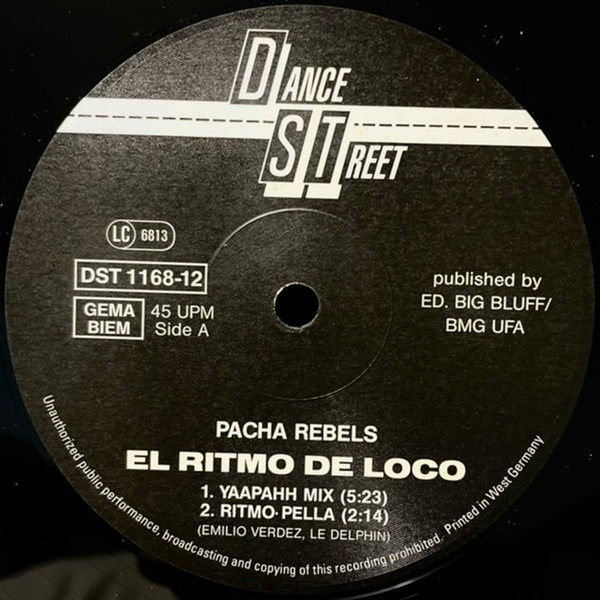 DANCE
STREET
LC 6813
DST 1168-12
GEMA
BIEM
45 UPM
Side A
published by
ED. BIG BLUFF/
BMG UFA
PACHA REBELS
EL RITMO DE LOCO
1. YAAPAHH MIX (5:23)
2. RITMO·PELLA (2:14)
(EMILIO VERDEZ, LE DELPHIN)
Unauthorized public performance, broadcasting and copying of this recording prohibited. Printed in West Germany